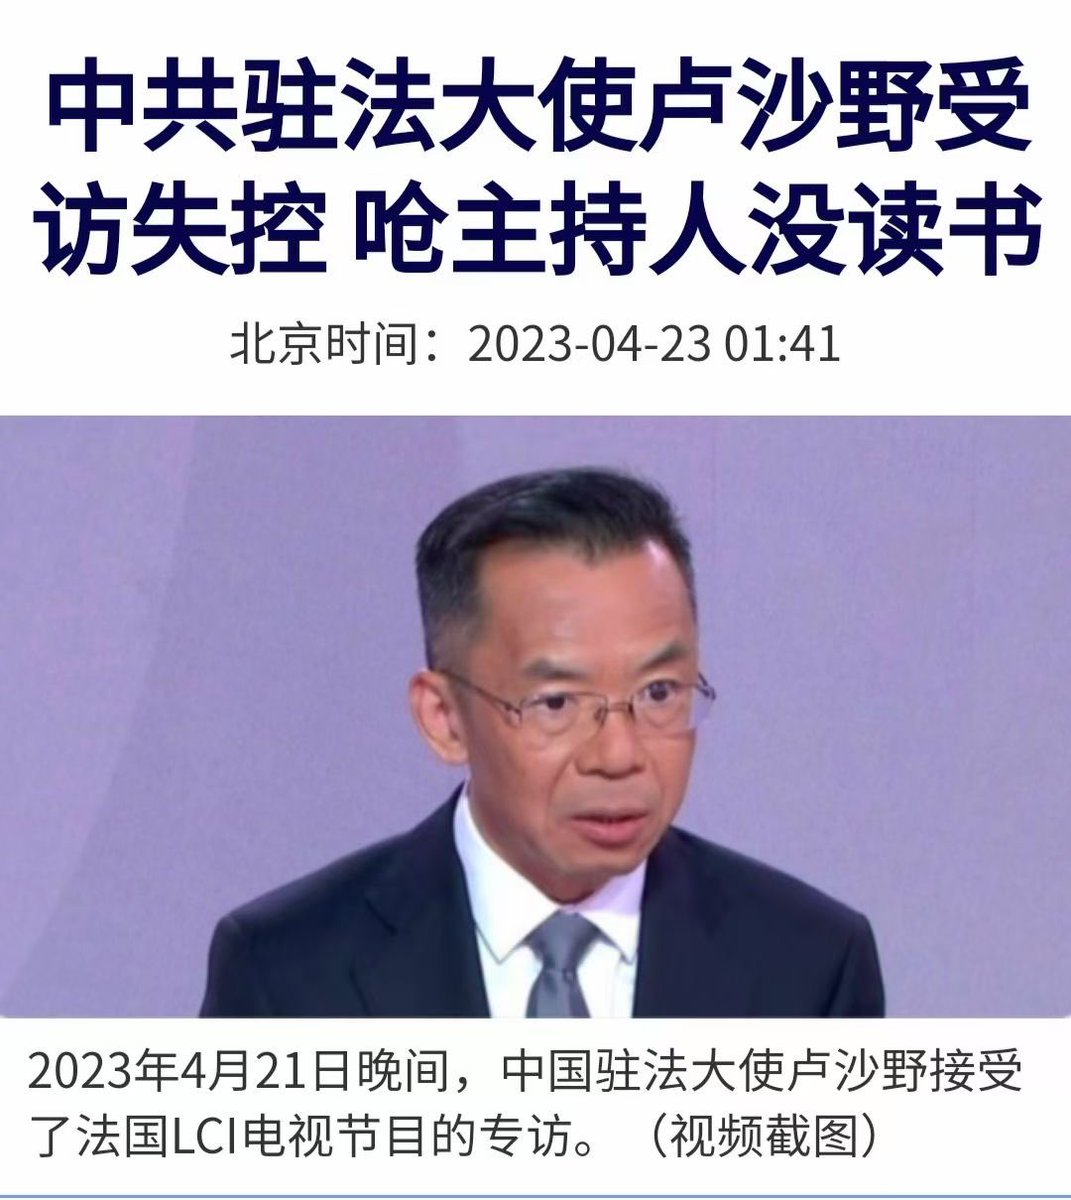 中共驻法大使卢沙野受
访失控 呛主持人没读书
北京时间：2023-04-23 01:41
2023年4月21日晚间，中国驻法大使卢沙野接受
了法国LCI电视节目的专访。（视频截图）